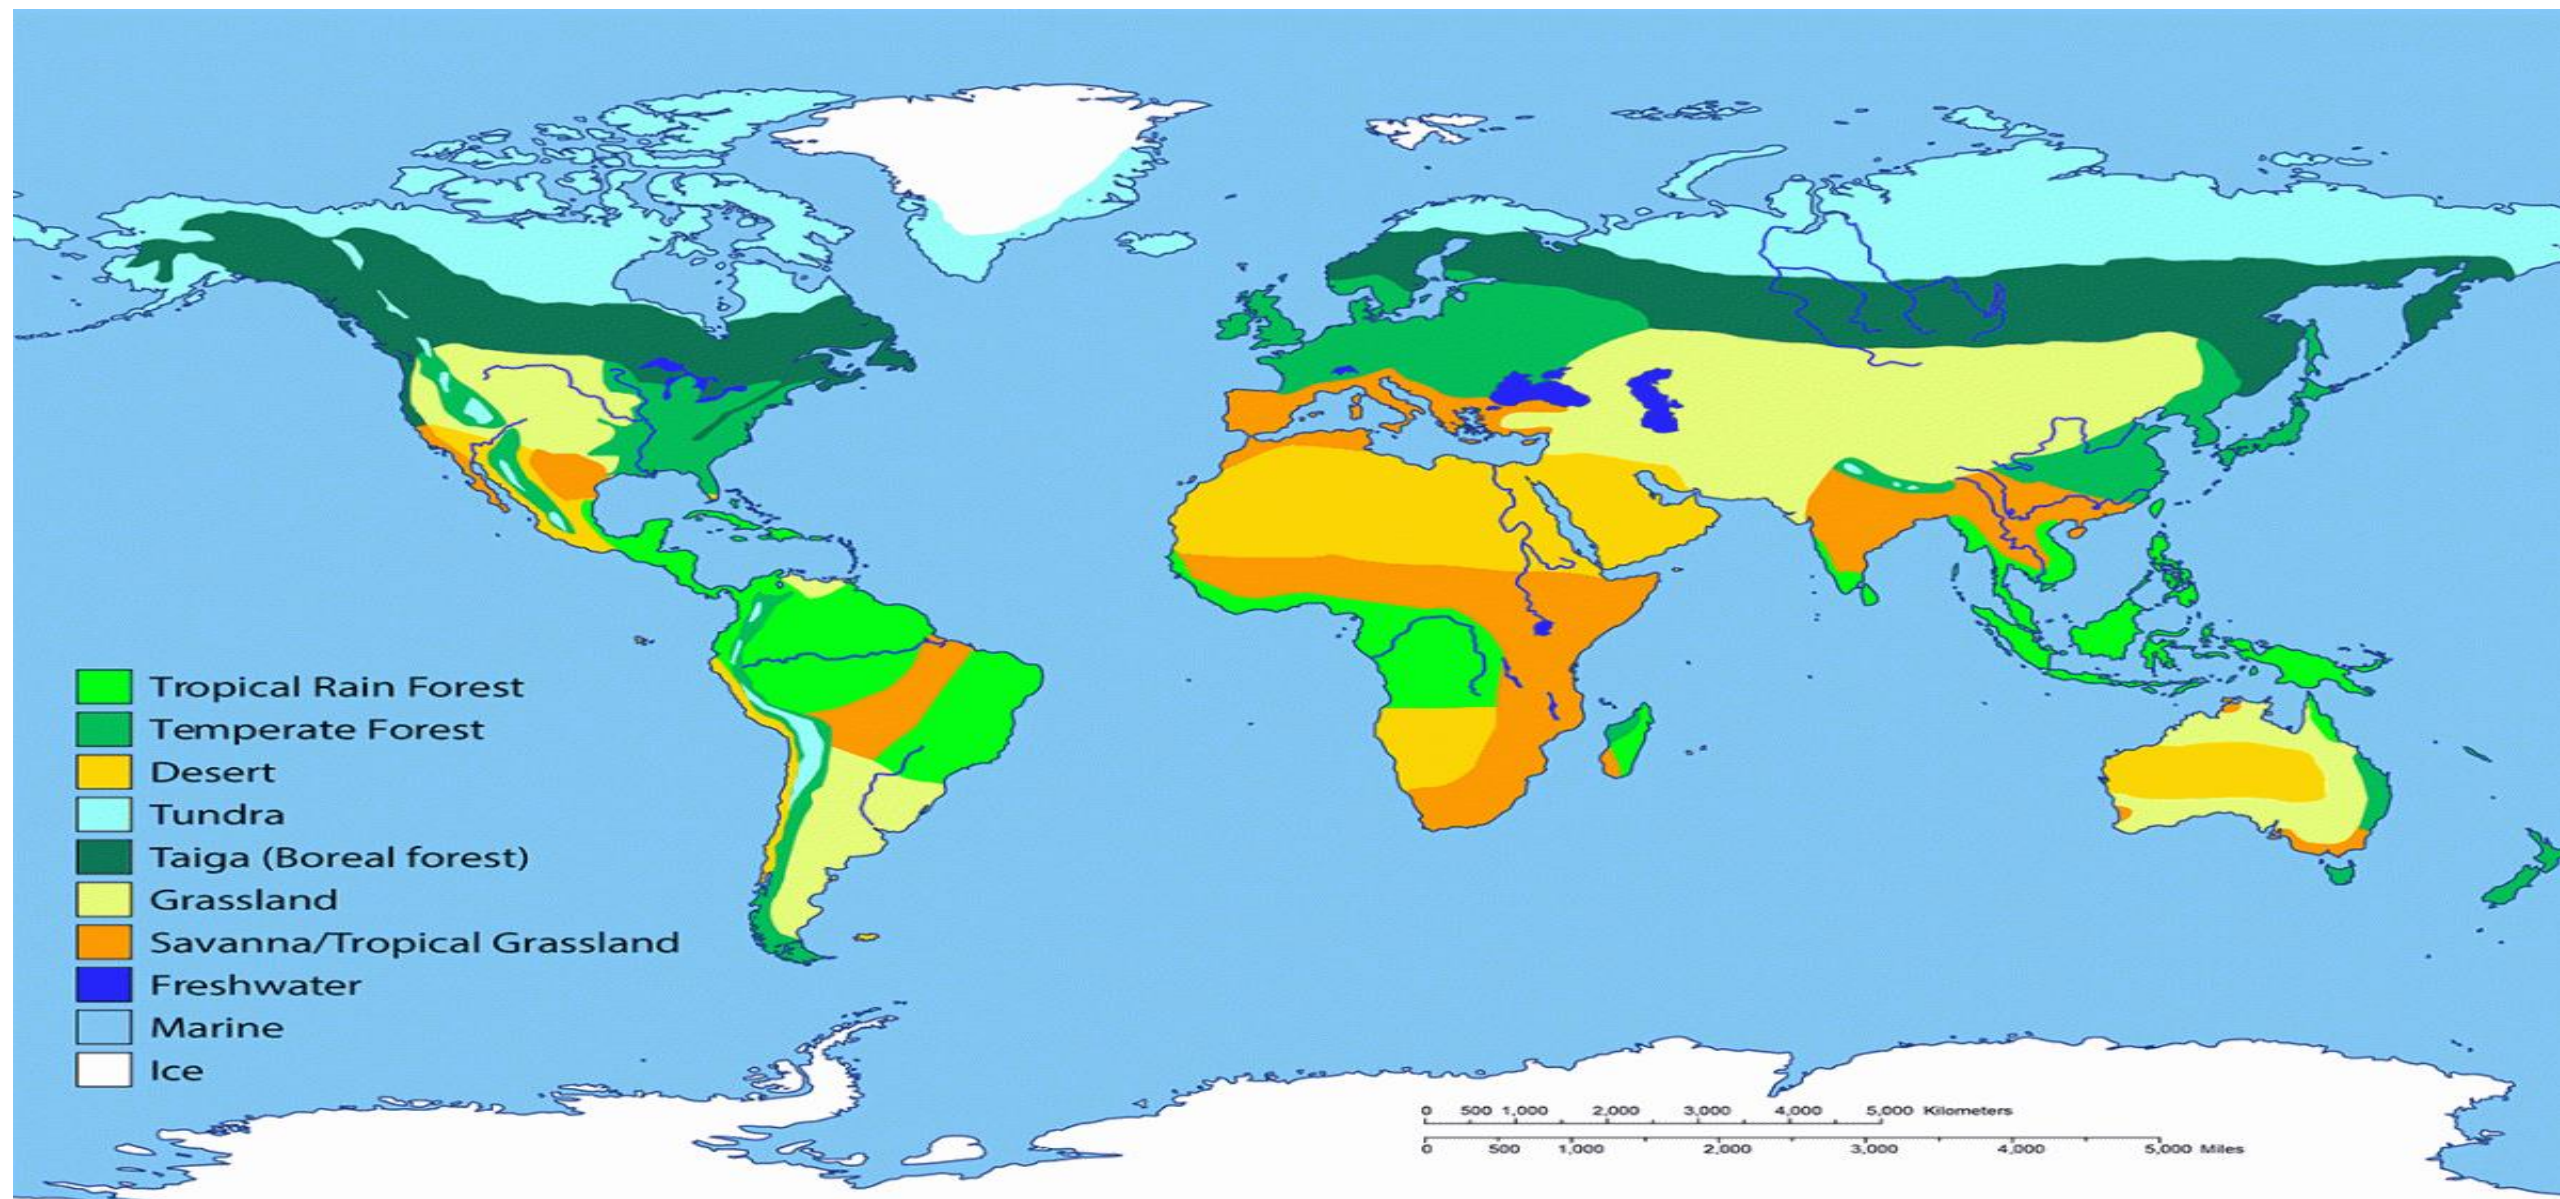 Tropical Rain Forest
Temperate Forest
Desert
Tundra
Taiga (Boreal forest)
Grassland
Savanna/Tropical Grassland
Freshwater
Marine
Ice
0 500 1,000 2,000 3,000 4,000 5,000 Kilometers
0 500 1,000 2,000 3,000 4,000 5,000 Miles